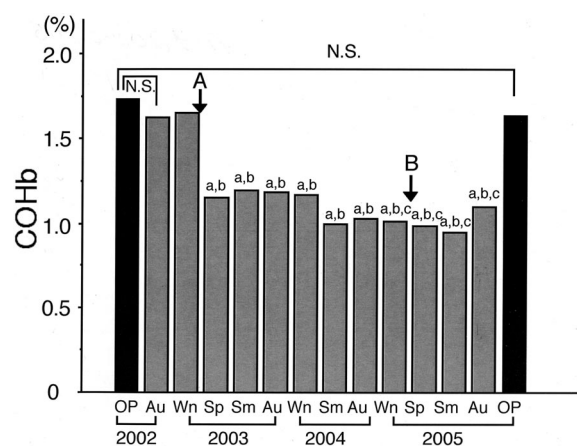 (%)
2.0
1.5
1.0
0.5
0
COHb
N.S.
N.S.
A
B
a,b
a,b
a,b
a,b
a,b
a,b
a,b,c
a,b,c
a,b,c
a,b,c
OP Au Wn Sp Sm Au Wn Sm Au Wn Sp Sm Au OP
2002 2003 2004 2005